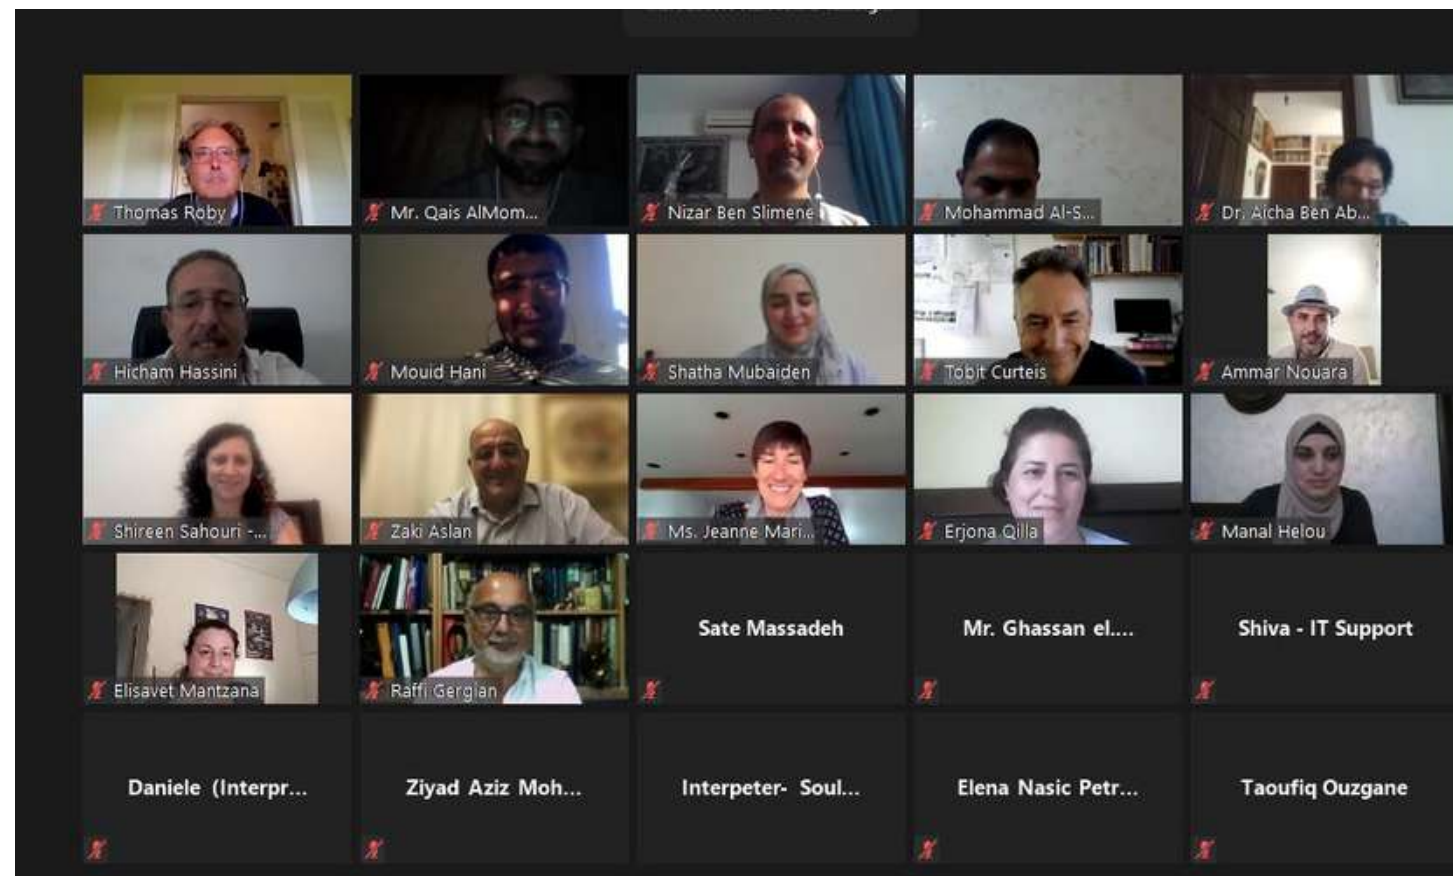 Thomas Roby
Mr. Qais AlMom...
Nizar Ben Slimene
Mohammad Al-S...
Dr. Aicha Ben Ab...
Hicham Hassini
Mouid Hani
Shatha Mubaiden
Tobit Curteis
Ammar Nouara
Shireen Sahouri -...
Zaki Aslan
Ms. Jeanne Mari...
Erjona Qilla
Manal Helou
Elisavet Mantzana
Raffi Gergian
Sate Massadeh
Mr. Ghassan el....
Shiva - IT Support
Daniele (Interpr...
Ziyad Aziz Moh...
Interpeter- Soul...
Elena Nasic Petr...
Taoufiq Ouzgane